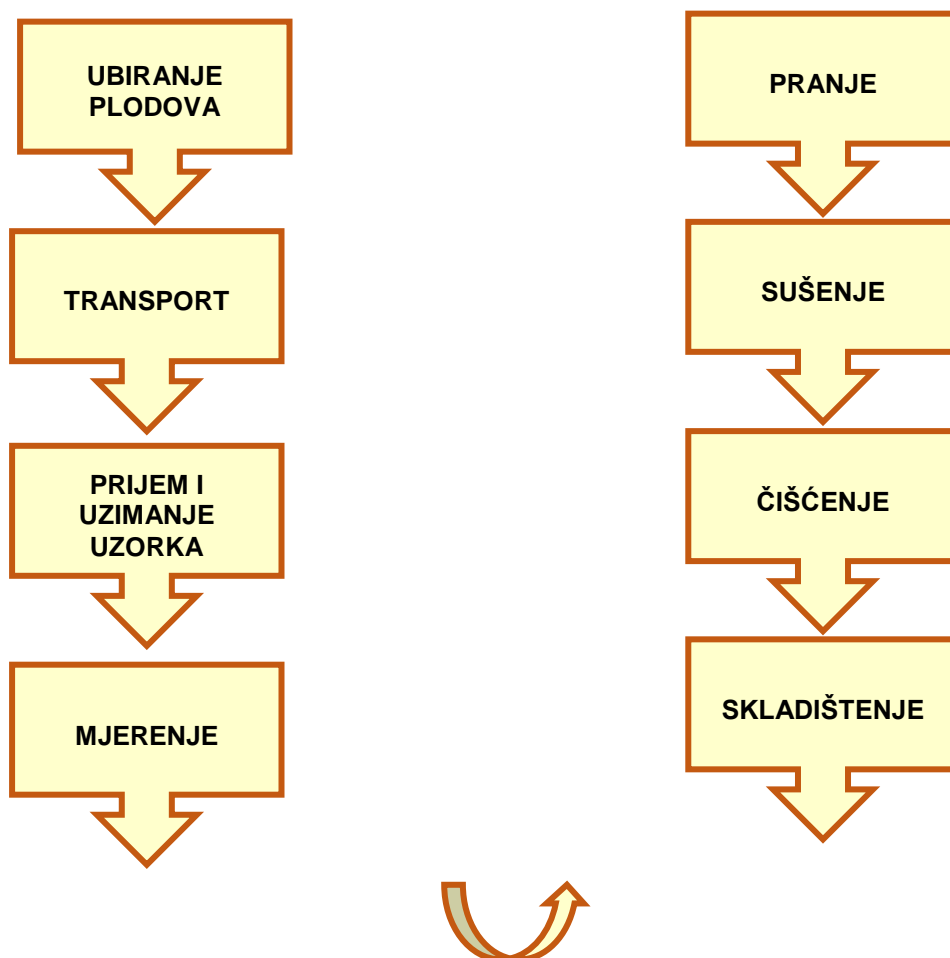 UBIRANJE
PLODOVA
TRANSPORT
PRIJEM I
UZIMANJE
UZORKA
MJERENJE
PRANJE
SUŠENJE
ČIŠĆENJE
SKLADIŠTENJE